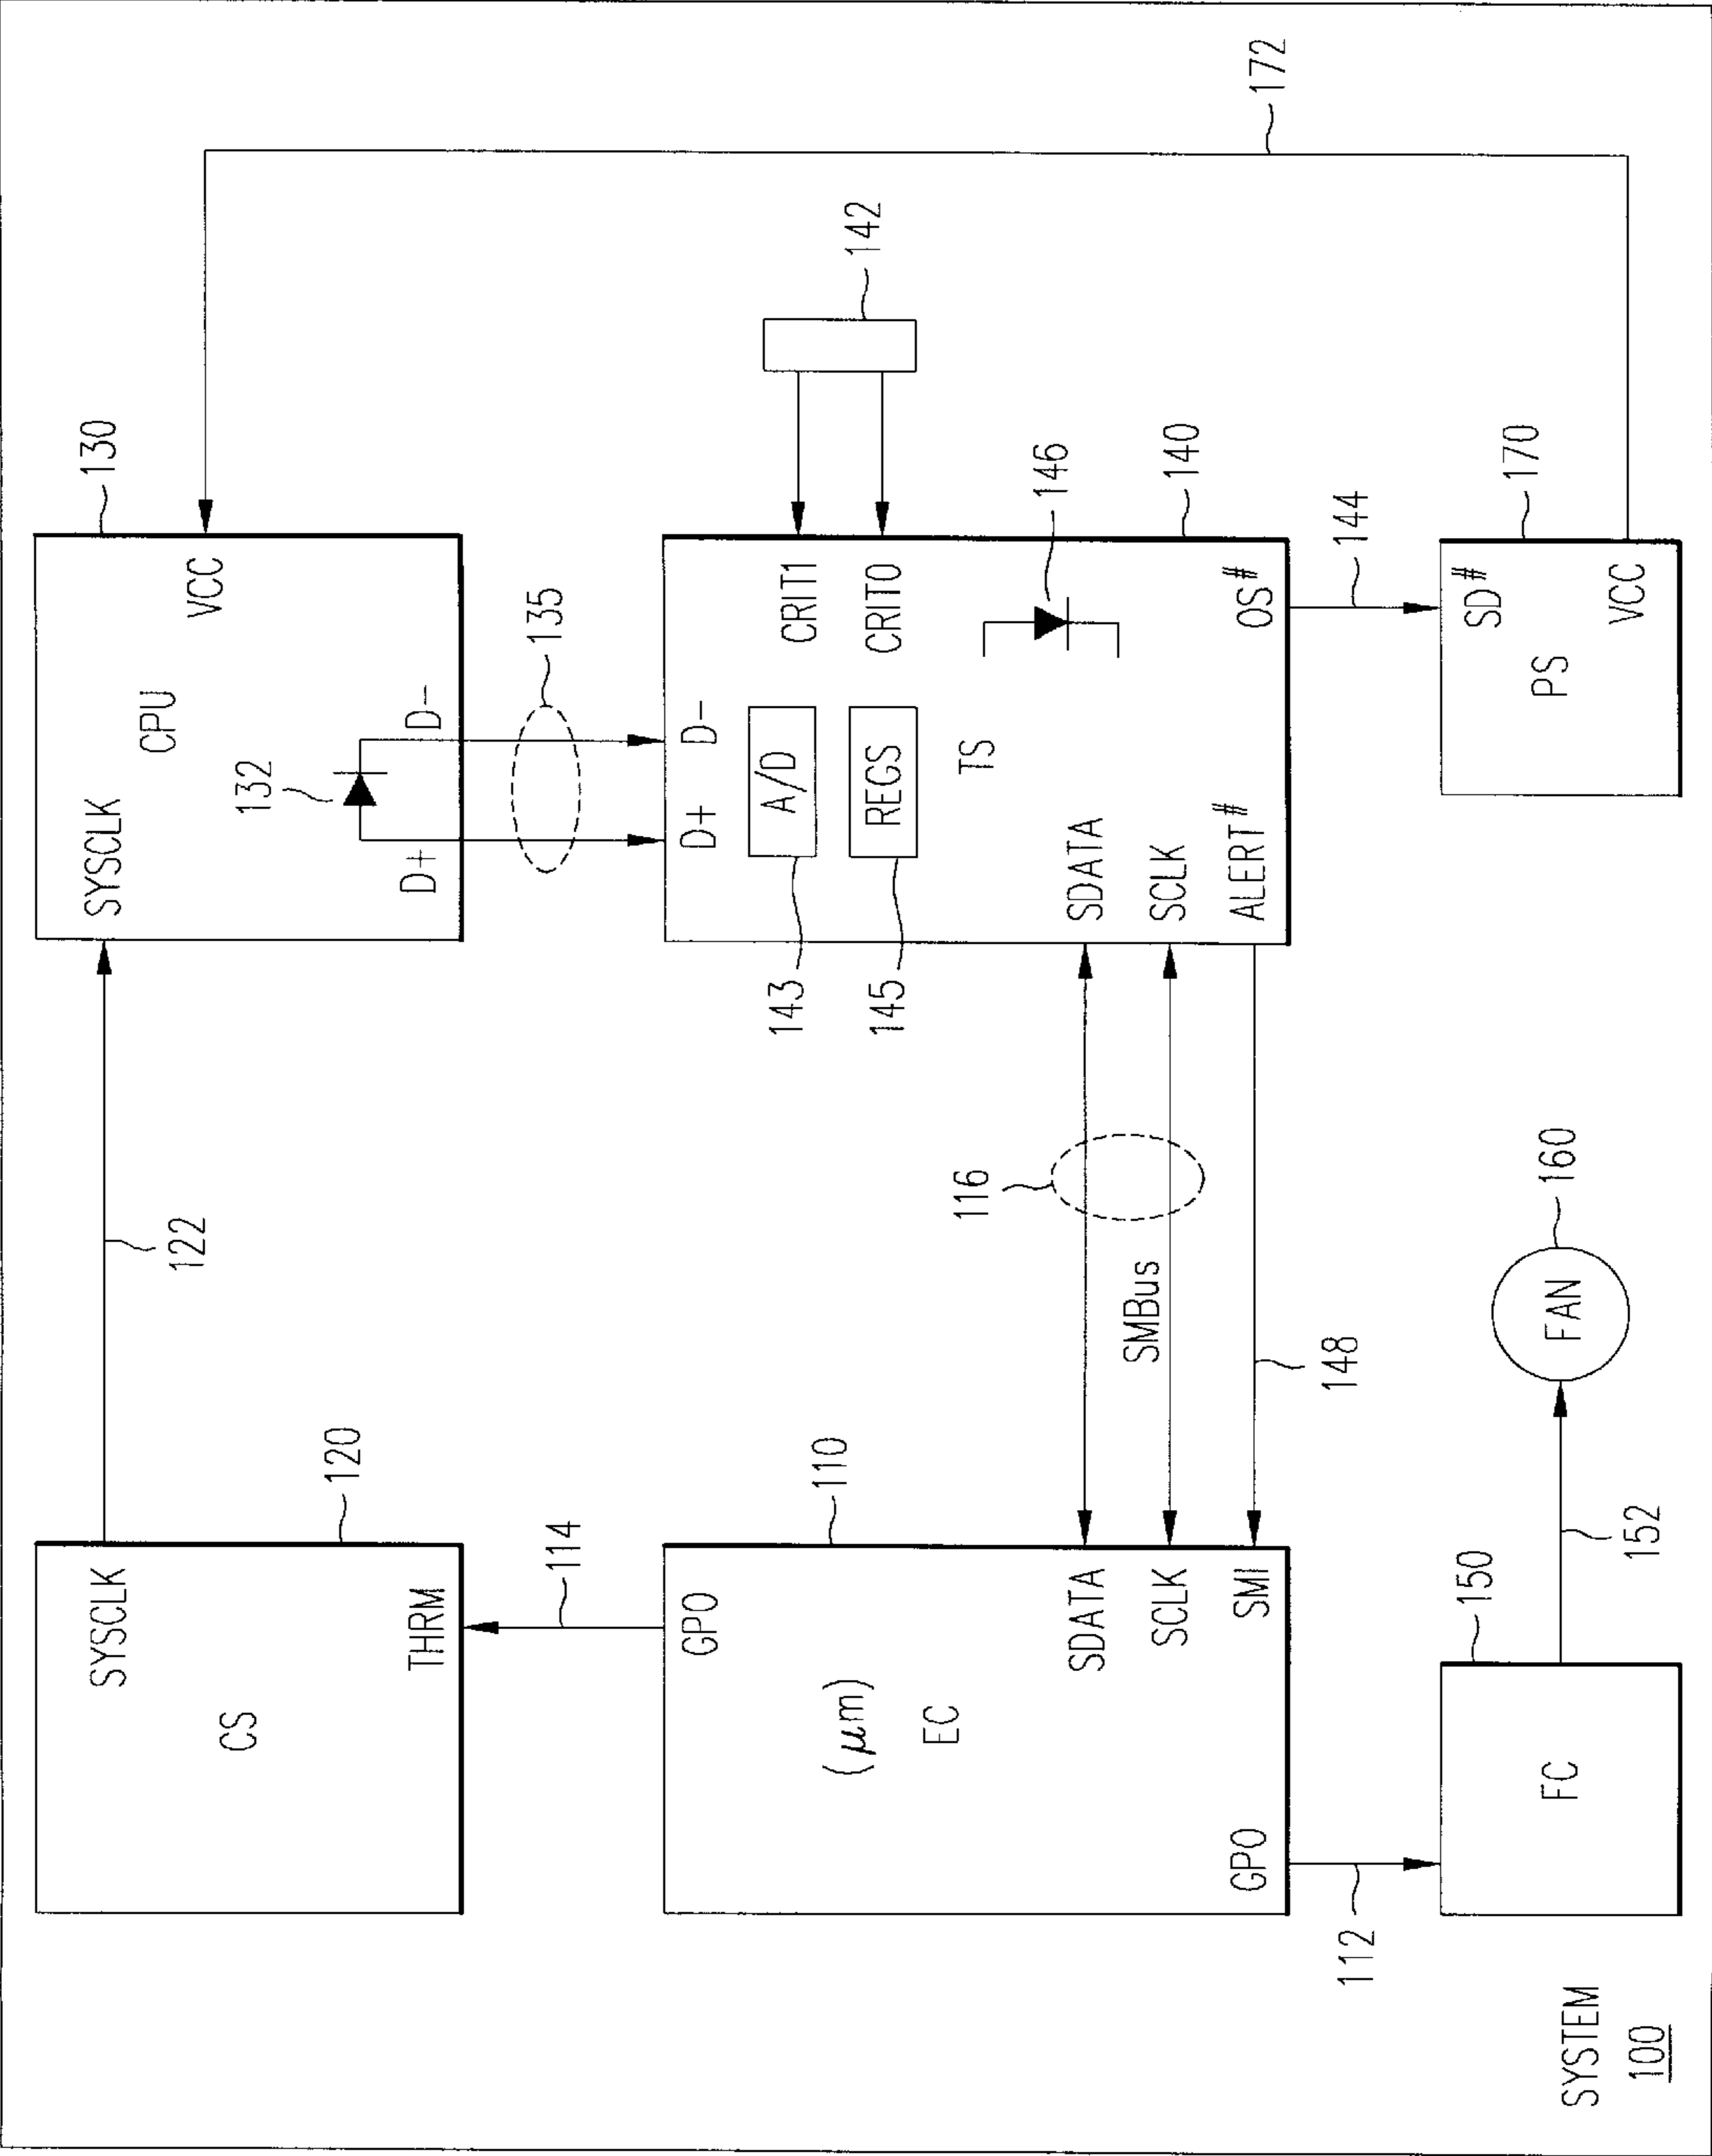 SYSCLK
CS
THRM
120
122
SYSCLK
CPU
VCC
130
132
D+
D-
135
172
114
110
GPO
(μm)
EC
SDATA
SCLK
SMI
GPO
116
SMBus
148
D+
D-
A/D
143
REGS
145
TS
CRIT1
CRIT0
142
146
140
SDATA
SCLK
ALERT#
OS#
144
112
150
FC
152
FAN
160
SD#
PS
VCC
170
SYSTEM
100